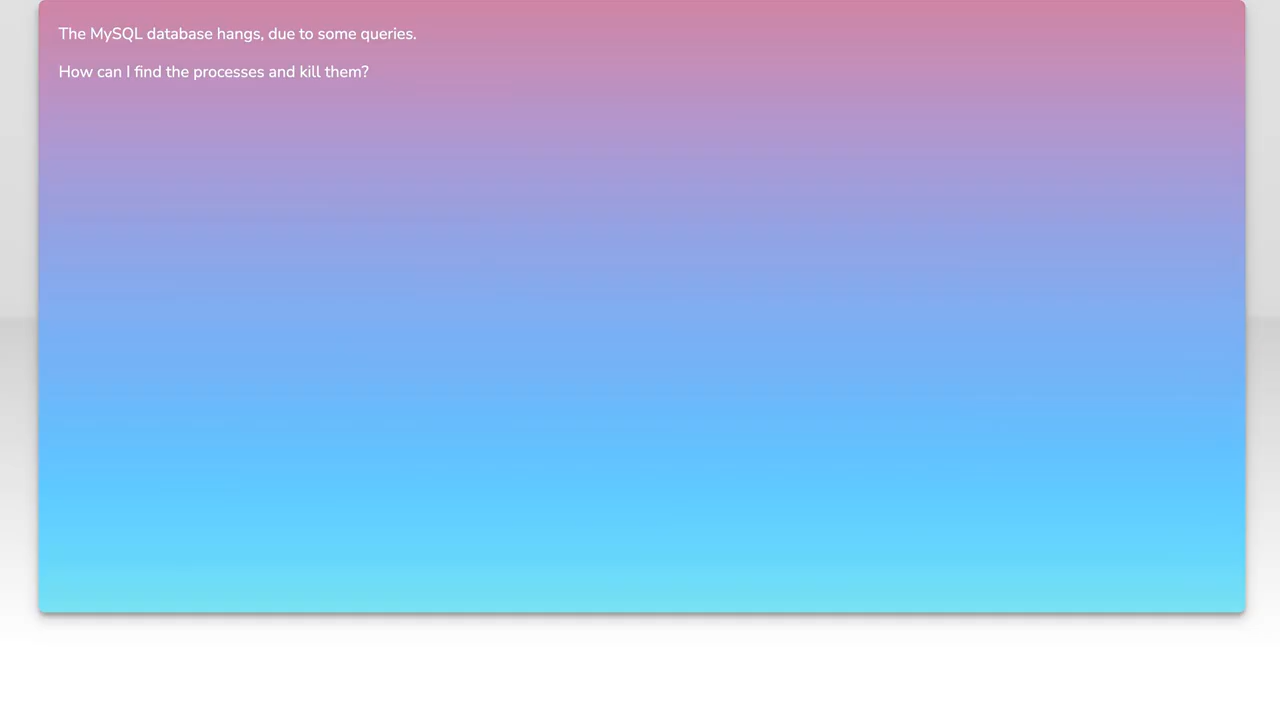 The MySQL database hangs, due to some queries.
How can I find the processes and kill them?